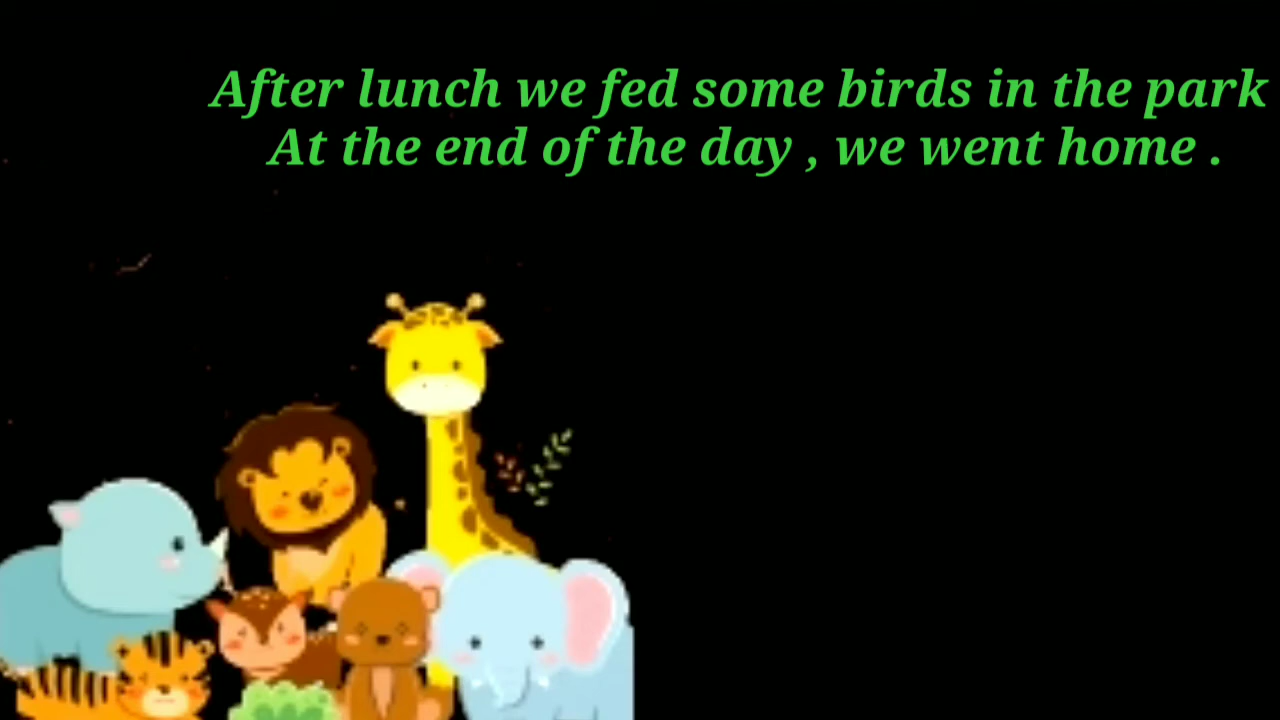 After lunch we fed some birds in the park
At the end of the day , we went home .